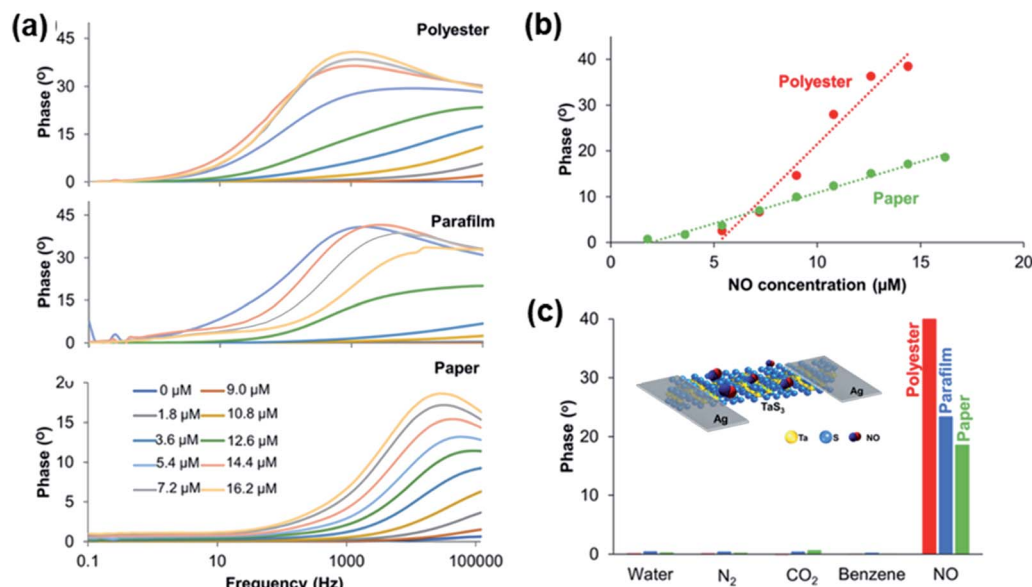 (a)
Polyester
45
30
15
0
Phase (º)
Parafilm
45
30
15
0
Phase (º)
Paper
20
15
10
5
0
Phase (º)
0 µM 9.0 µM
1.8 µM 10.8 µM
3.6 µM 12.6 µM
5.4 µM 14.4 µM
7.2 µM 16.2 µM
0.1 10 1000 100000
Frequency (Hz)
(b)
40
30
20
10
0
Phase (º)
Polyester
Paper
0 5 10 15 20
NO concentration (µM)
(c)
40
30
20
10
0
Phase (º)
Ag
TaS3
Ag
Ta S NO
Polyester
Parafilm
Paper
Water N2 CO2 Benzene NO